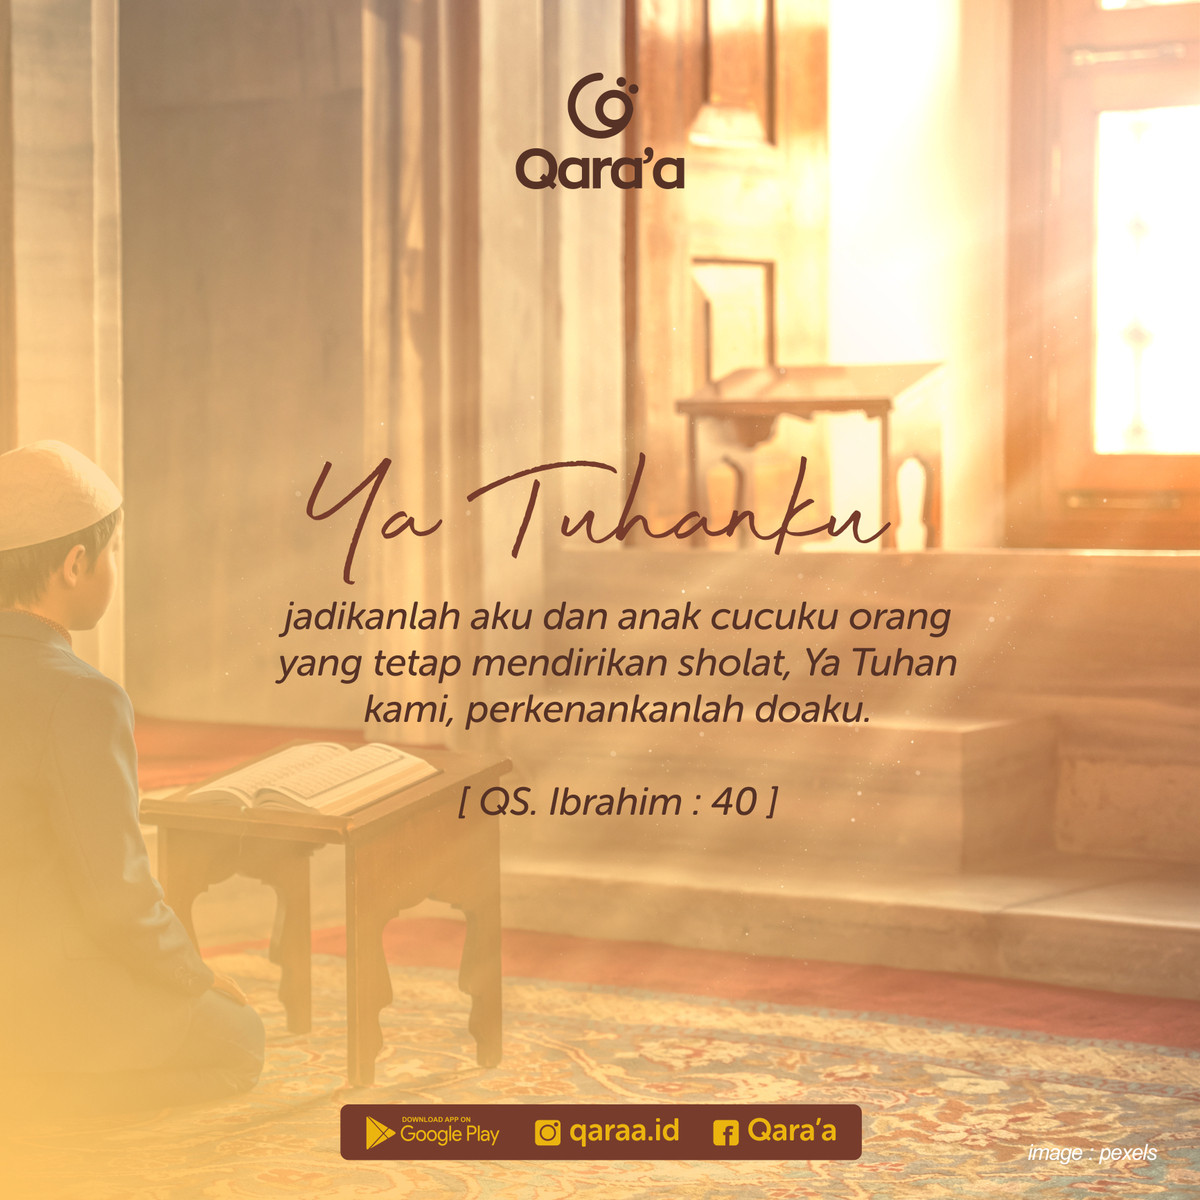 Qara'a
Ya Tuhanku
jadikanlah aku dan anak cucuku orang
yang tetap mendirikan sholat, Ya Tuhan
kami, perkenankanlah doaku.
[ QS. Ibrahim : 40 ]
DOWNLOAD APP ON
Google Play
qaraa.id
Qara'a
image : pexels